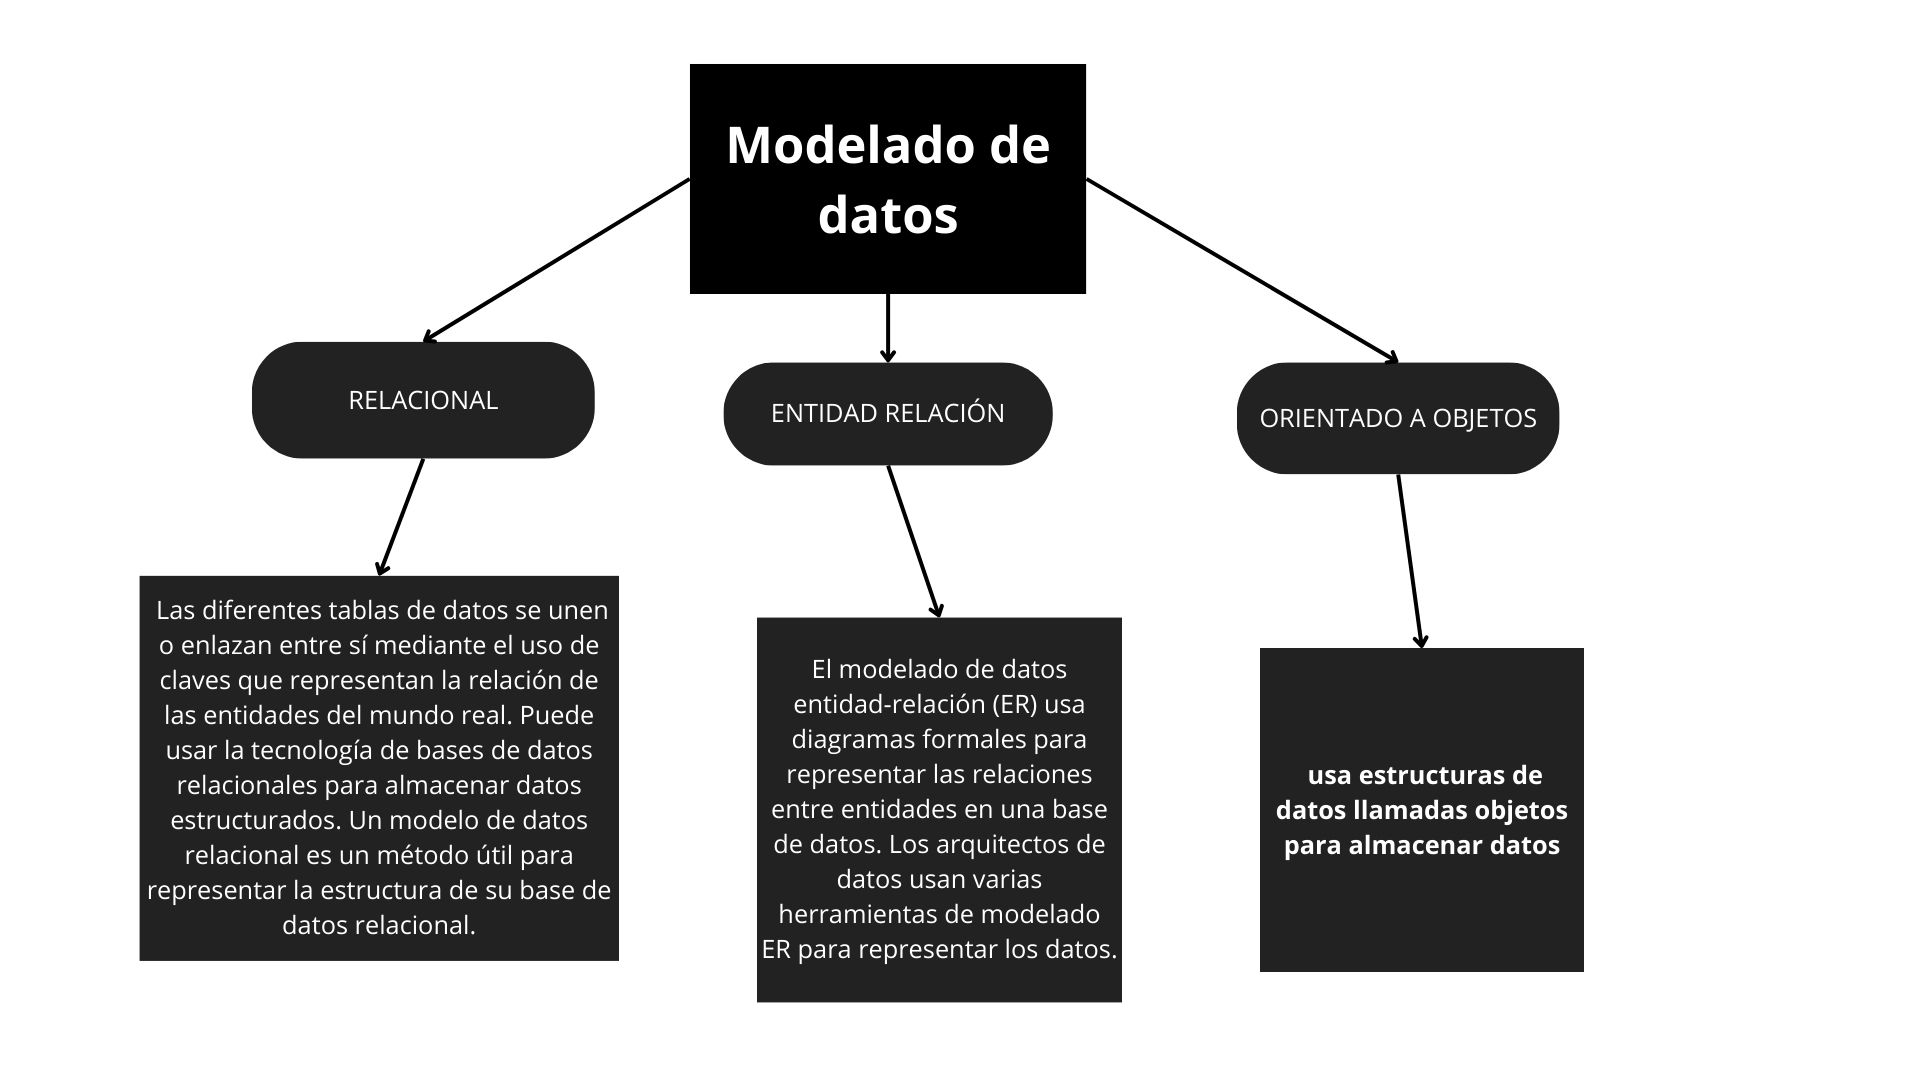 Modelado de
datos
RELACIONAL
ENTIDAD RELACIÓN
ORIENTADO A OBJETOS
Las diferentes tablas de datos se unen
o enlazan entre sí mediante el uso de
claves que representan la relación de
las entidades del mundo real. Puede
usar la tecnología de bases de datos
relacionales para almacenar datos
estructurados. Un modelo de datos
relacional es un método útil para
representar la estructura de su base de
datos relacional.
El modelado de datos
entidad-relación (ER) usa
diagramas formales para
representar las relaciones
entre entidades en una base
de datos. Los arquitectos de
datos usan varias
herramientas de modelado
ER para representar los datos.
usa estructuras de
datos llamadas objetos
para almacenar datos